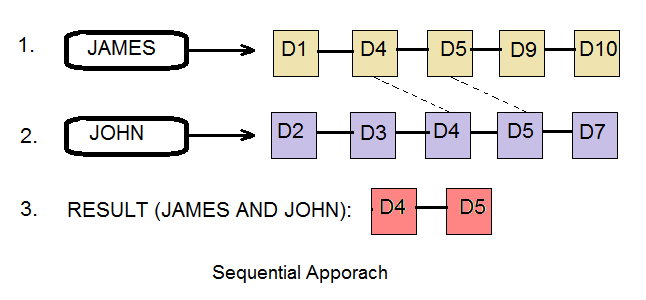 1. JAMES D1 D4 D5 D9 D10
2. JOHN D2 D3 D4 D5 D7
3. RESULT (JAMES AND JOHN): D4 D5
Sequential Apporach